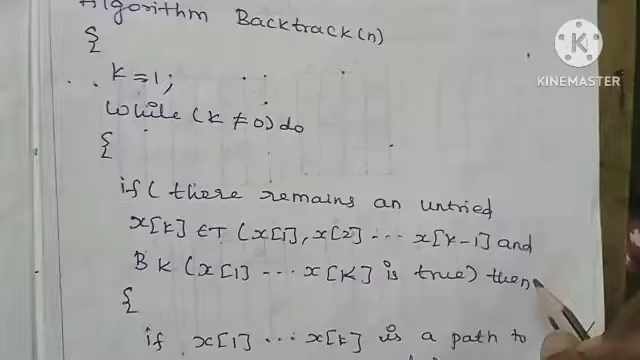 Algorithm Backtrack(n)
{
k=1;
while (k ≠0) do
{
if( there remains an untried
x[k] ∈T (x[1], x[2] ... x[k-1] and
BK (x[1] ... x[k] is true) then
{
if x[1] ... x[k] is a path to
KINEMASTER